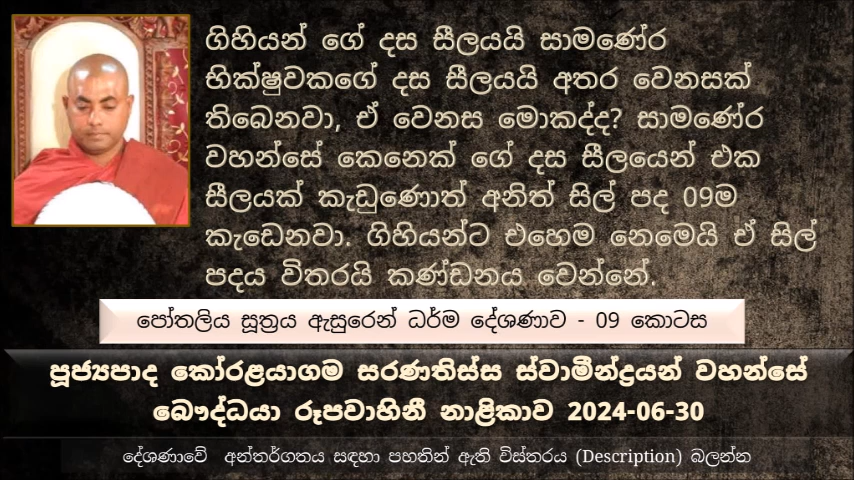 ගිහියන් ගේ දස සීලයයි සාමණේර
භික්ෂුවකගේ දස සීලයයි අතර වෙනසක්
තිබෙනවා, ඒ වෙනස මොකද්ද? සාමණේර
වහන්සේ කෙනෙක් ගේ දස සීලයෙන් එක
සීලයක් කැඩුණොත් අනිත් සිල් පද 09ම
කැඩෙනවා. ගිහියන්ට එහෙම නෙමෙයි ඒ සිල්
පදය විතරයි කණ්ඩනය වෙන්නේ.
පෝතලිය සූත්‍රය ඇසුරෙන් ධර්ම දේශණාව - 09 කොටස
පූජ්‍යපාද කෝරළයාගම සරණතිස්ස ස්වාමීන්ද්‍රයන් වහන්සේ
බෞද්ධයා රූපවාහිනී නාළිකාව 2024-06-30
දේශණාවේ අන්තර්ගතය සඳහා පහතින් ඇති විස්තරය (Description) බලන්න